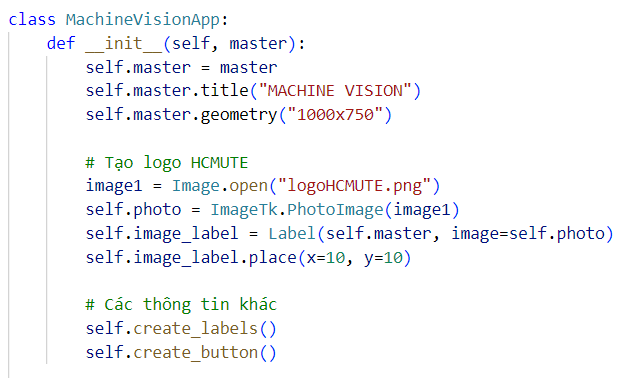 class MachineVisionApp:
    def __init__(self, master):
        self.master = master
        self.master.title("MACHINE VISION")
        self.master.geometry("1000x750")

        # Tạo logo HCMUTE
        image1 = Image.open("logoHCMUTE.png")
        self.photo = ImageTk.PhotoImage(image1)
        self.image_label = Label(self.master, image=self.photo)
        self.image_label.place(x=10, y=10)

        # Các thông tin khác
        self.create_labels()
        self.create_button()